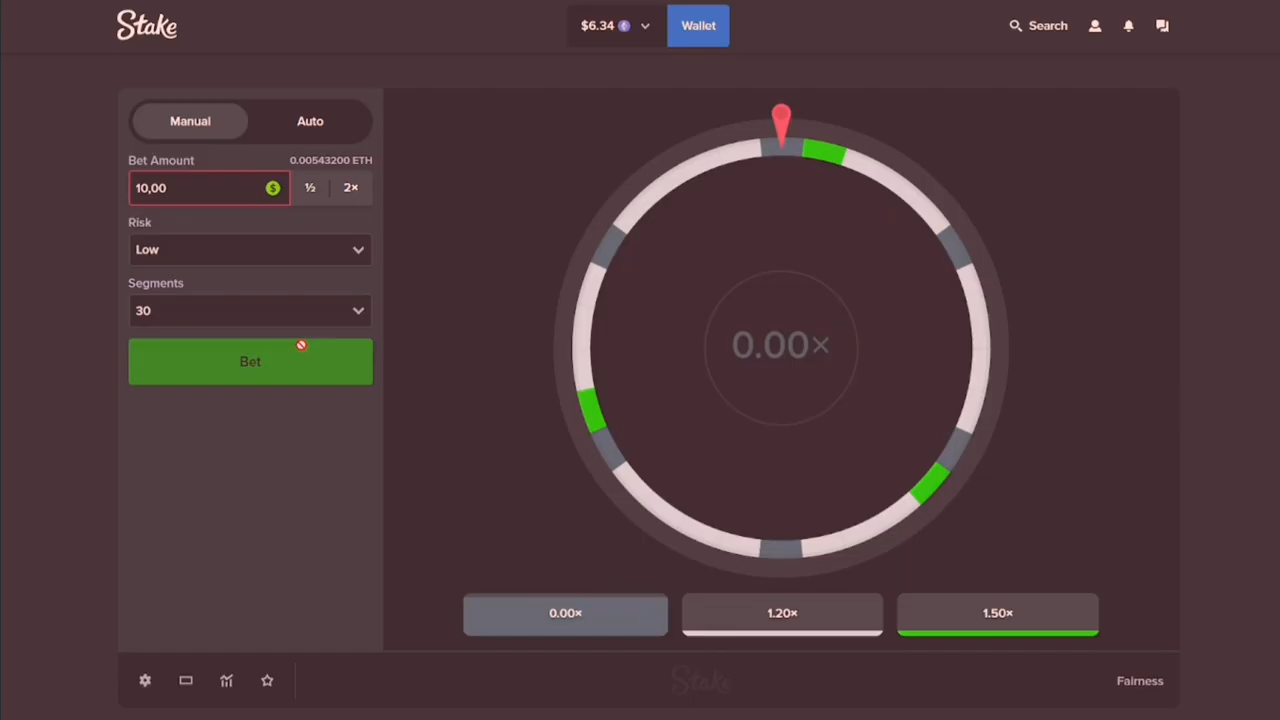 Stake
$6.34
Wallet
Search
Manual
Auto
Bet Amount
0.00543200 ETH
10,00
$
½
2×
Risk
Low
Segments
30
Bet
0.00×
0.00×
1.20×
1.50×
Stake
Fairness